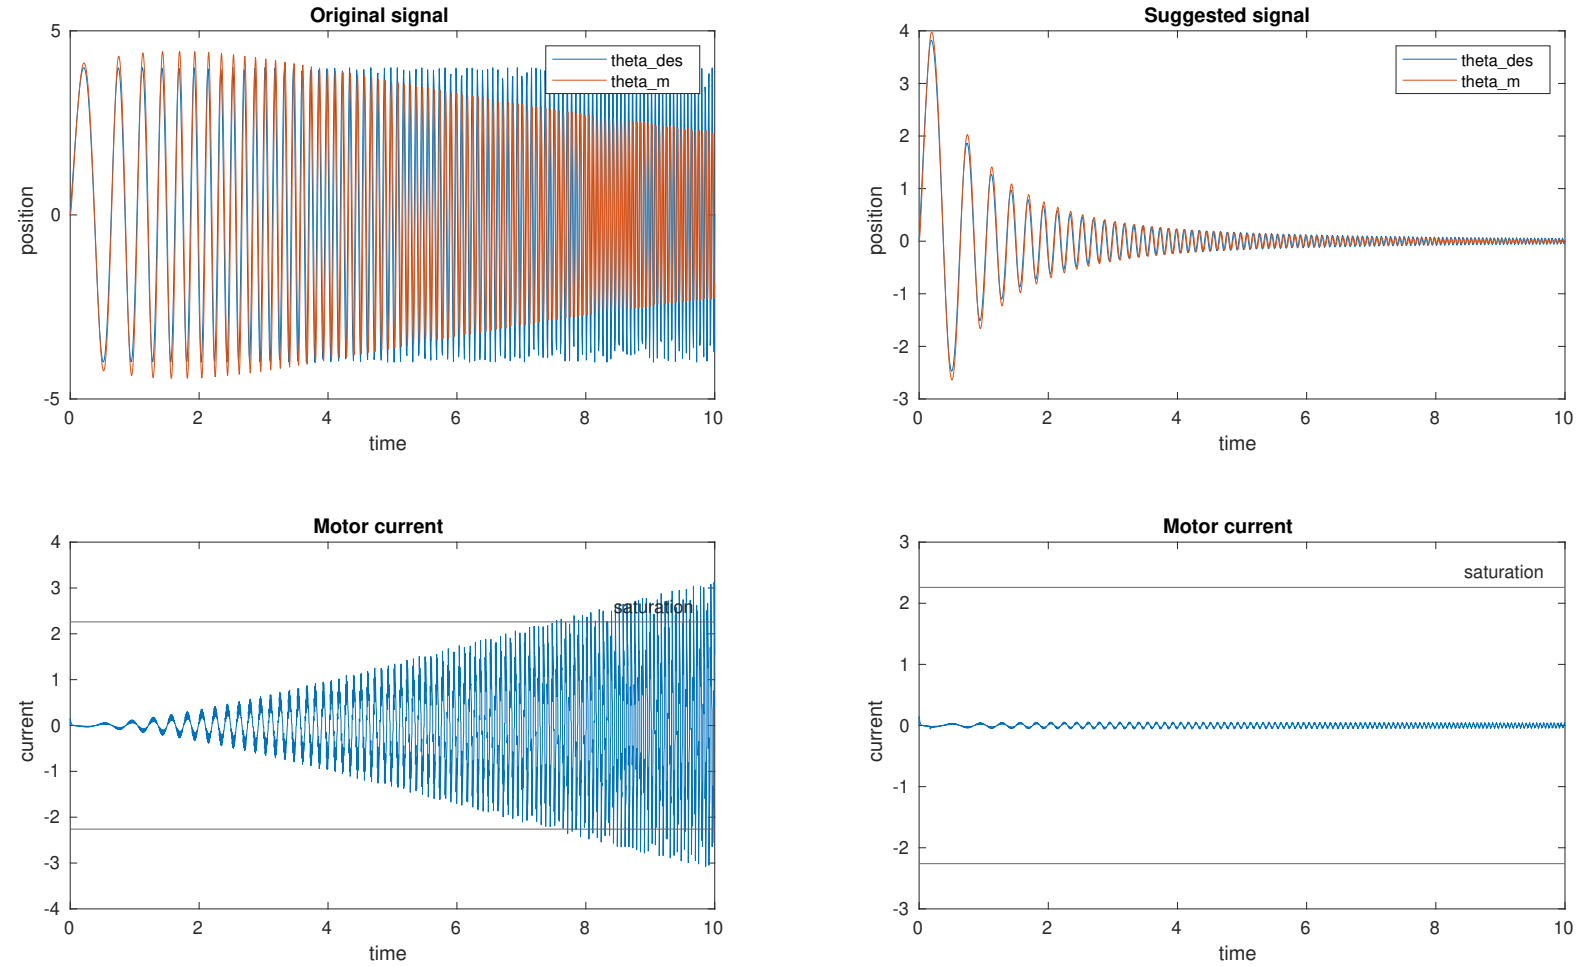 Original signal
5
0
-5
position
theta_des
theta_m
0 2 4 6 8 10
time
Suggested signal
4
3
2
1
0
-1
-2
-3
position
theta_des
theta_m
0 2 4 6 8 10
time
Motor current
4
3
2
1
0
-1
-2
-3
-4
current
saturation
0 2 4 6 8 10
time
Motor current
3
2
1
0
-1
-2
-3
current
saturation
0 2 4 6 8 10
time